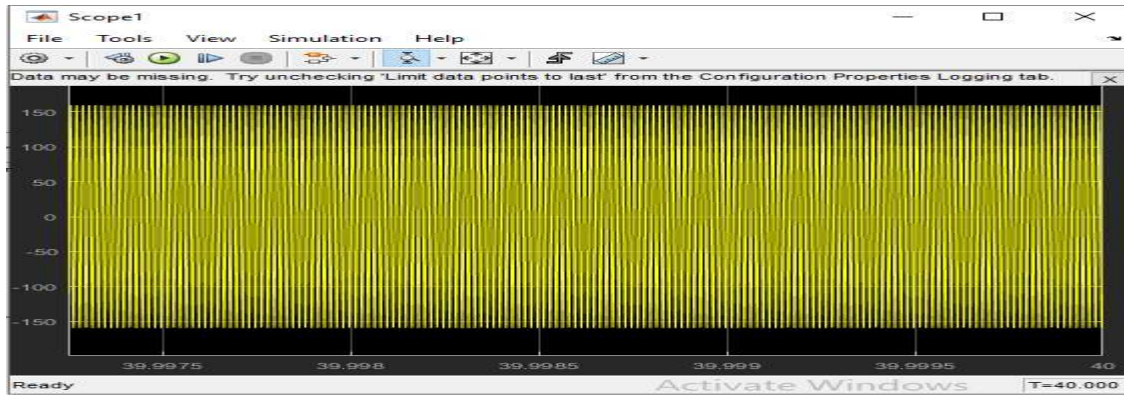 Scope1
File Tools View Simulation Help
Data may be missing. Try unchecking 'Limit data points to last' from the Configuration Properties Logging tab.
150
100
50
0
-50
-100
-150
39.9975 39.998 39.9985 39.999 39.9995 40
Ready Activate Windows T=40.000